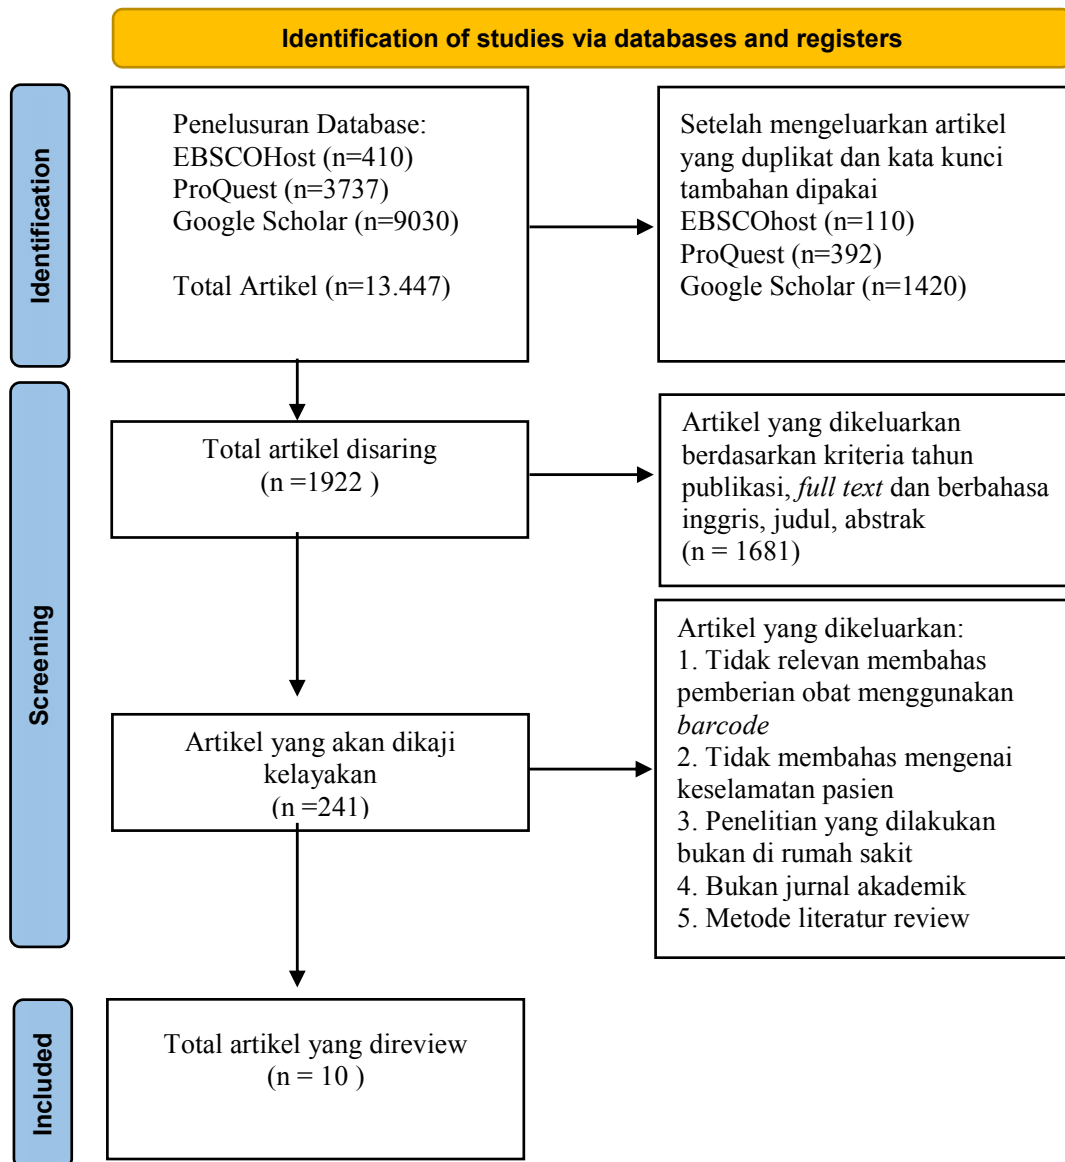 Identification of studies via databases and registers
Identification
Penelusuran Database:
EBSCOHost (n=410)
ProQuest (n=3737)
Google Scholar (n=9030)
Total Artikel (n=13.447)
Setelah mengeluarkan artikel
yang duplikat dan kata kunci
tambahan dipakai
EBSCOhost (n=110)
ProQuest (n=392)
Google Scholar (n=1420)
Screening
Total artikel disaring
(n =1922 )
Artikel yang dikeluarkan
berdasarkan kriteria tahun
publikasi, full text dan berbahasa
inggris, judul, abstrak
(n = 1681)
Artikel yang akan dikaji
kelayakan
(n =241)
Artikel yang dikeluarkan:
1. Tidak relevan membahas
pemberian obat menggunakan
barcode
2. Tidak membahas mengenai
keselamatan pasien
3. Penelitian yang dilakukan
bukan di rumah sakit
4. Bukan jurnal akademik
5. Metode literatur review
Included
Total artikel yang direview
(n = 10 )